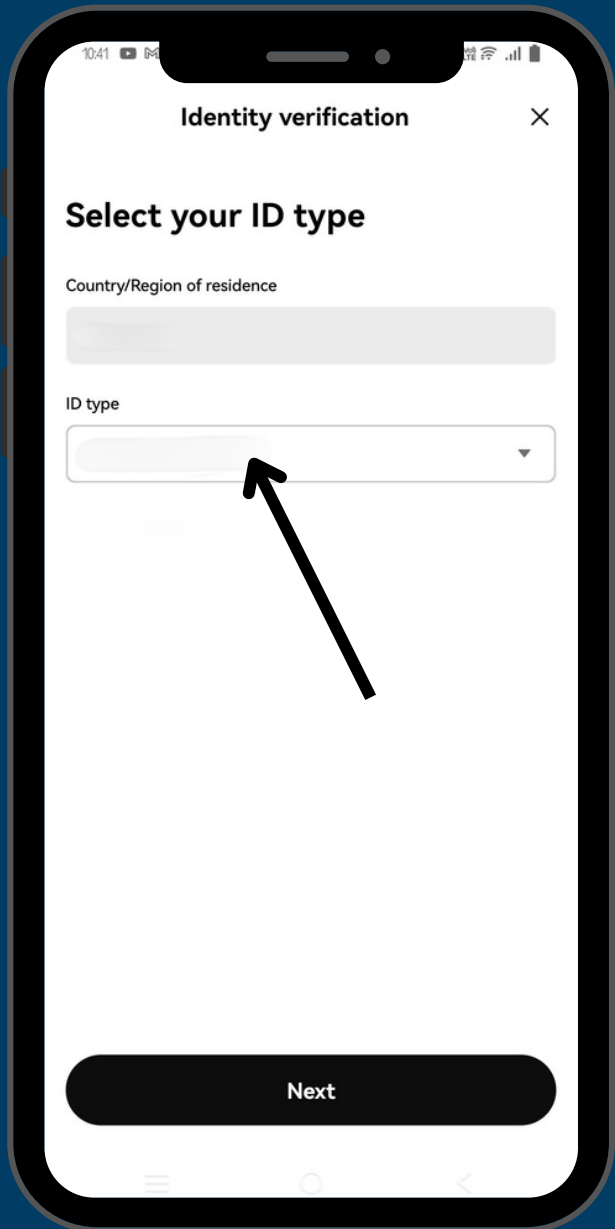 10:41
Identity verification
Select your ID type
Country/Region of residence
ID type
Next